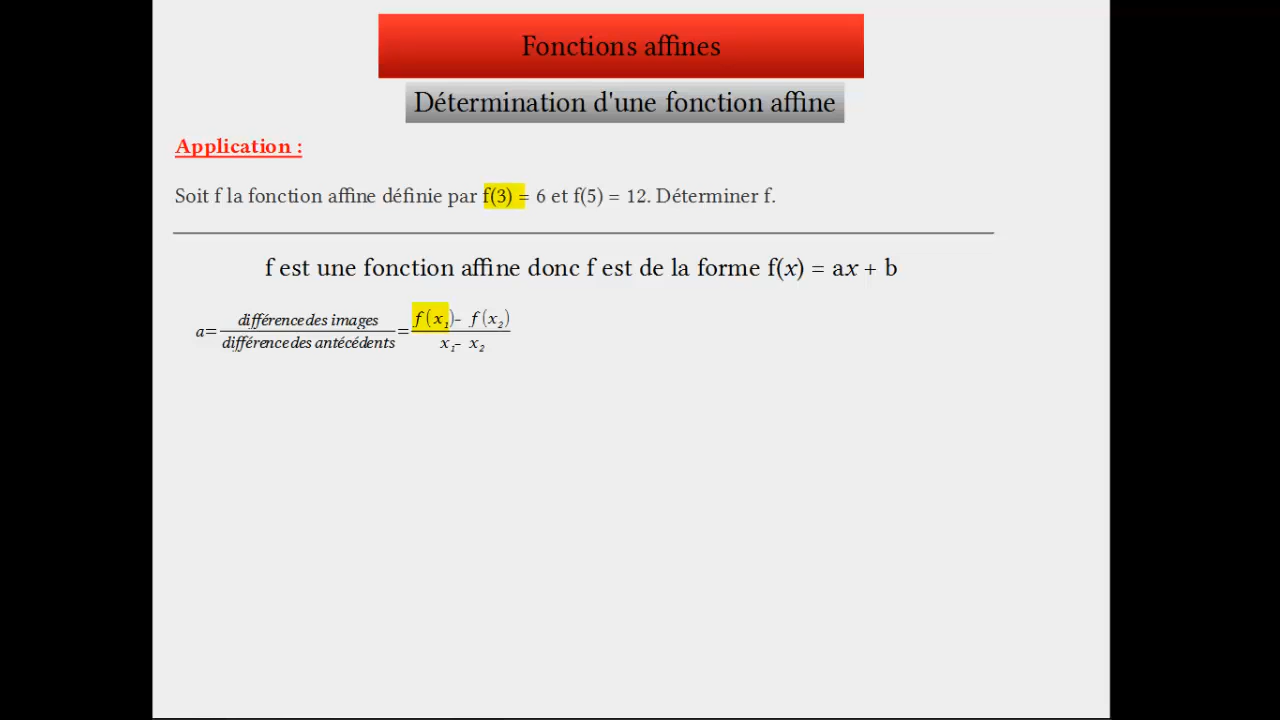 Fonctions affines
Détermination d'une fonction affine
Application :
Soit f la fonction affine définie par f(3) = 6 et f(5) = 12. Déterminer f.
f est une fonction affine donc f est de la forme f(x) = ax + b
a = différence des images / différence des antécédents = f(x₁) – f(x₂) / x₁ – x₂